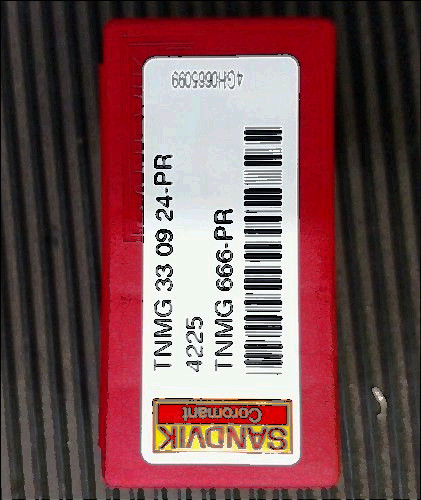 TNMG 33 09 24-PR
4225
TNMG 666-PR
SANDVIK
Coromant
4GH0665099